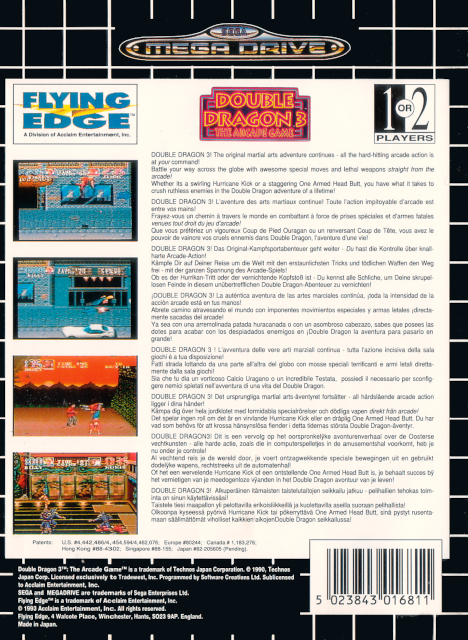 SEGA
MEGA DRIVE
FLYING
EDGE™
A Division of Acclaim Entertainment, Inc.
DOUBLE
DRAGON 3
THE ARCADE GAME
1 OR 2
PLAYERS
DOUBLE DRAGON 3! The original martial arts adventure continues - all the hard-hitting arcade action is
at your command!
Battle your way across the globe with awesome special moves and lethal weapons straight from the
arcade!
Whether its a swirling Hurricane Kick or a staggering One Armed Head Butt, you have what it takes to
crush ruthless enemies in the Double Dragon adventure of a lifetime!
DOUBLE DRAGON 3! L'aventure des arts martiaux continue! Toute l'action impitoyable d'arcade est
entre vos mains!
Frayez-vous un chemin à travers le monde en combattant à force de prises spéciales et d'armes fatales
venues tout droit du jeu d'arcade!
Que vous préfériez un vigoureux Coup de Pied Ouragan ou un renversant Coup de Tête, vous avez le
pouvoir de vaincre vos cruels ennemis dans Double Dragon, l'aventure d'une vie!
DOUBLE DRAGON 3! Das Original-Kampfsportabenteuer geht weiter - Du hast die Kontrolle über knall-
harte Arcade-Action!
Kämpfe Dir auf Deiner Reise um die Welt mit den erstaunlichsten Tricks und tödlichen Waffen den Weg
frei - mit der ganzen Spannung des Arcade-Spiels!
Ob es der Hurrikan-Tritt oder der vernichtende Kopfstoß ist - Du kennst alle Schliche, um Deine skrupel-
losen Feinde in diesem unübertrefflichen Double Dragon-Abenteuer zu vernichten!
¡DOUBLE DRAGON 3! La auténtica aventura de las artes marciales continúa, ¡toda la intensidad de la
acción arcade está en tus manos!
Abrete camino atravesando el mundo con imponentes movimientos especiales y armas letales ¡directa-
mente sacadas del arcade!
Ya sea con una arremolinada patada huracanada o con un asombroso cabezazo, sabes que posees las
dotes para acabar con los despiadados enemigos en ¡Double Dragon la aventura para pasarlo en
grande!
DOUBLE DRAGON 3 ! L'avventura delle vere arti marziali continua - tutta l'azione incisiva della sala
giochi è a tua disposizione!
Fatti strada lottando da una parte all'altra del globo con mosse speciali terrificanti e armi letali diretta-
mente dalla sala giochi!
Sia che tu dia un vorticoso Calcio Uragano o un incredible Testata, possiedi il necessario per sconfig-
gere nemici spietati nell'avventura di una vita del Double Dragon.
DOUBLE DRAGON 3! Det ursprungliga martial arts-äventyret fortsätter - all hårdslående arcade action
ligger i dina händer!
Kämpa dig över hela jordklotet med formidabla specialrörelser och dödliga vapen direkt från arcade!
Det spelar ingen roll om det är en virvlande Hurricane Kick eller en dräplig One Armed Head Butt, Du har
vad som behövs för att krossa hänsynslösa fiender i detta tidernas största Double Dragon-äventyr.
DOUBLE DRAGON 3! Dit is een vervolg op het oorspronkelijke avonturenverhaal over de Oosterse
vechtkunsten - alle harde actie, zoals die in computerspelletjes in de amusementshal voorkomt, heb je
nu onder je controle!
Al vechtend reis je de wereld door, je voert ontzagwekkende speciale bewegingen uit en gebruikt
dodelijke wapens, rechtstreeks uit de automatenhal!
Of het een wervelende Hurricane Kick of een ontstellende One Armed Head Butt is, je behaalt succes bij
het vernietigen van je meedogenloze vijanden in het Double Dragon avontuur van je leven!
DOUBLE DRAGON 3! Alkuperäinen itämaisten taistelulaitojen seikkailu jatkuu - pelihallien tehokas toim-
inta on sinun käytettävissäsi!
Taistele tiesi maapallon yli pelottavilla erikoisliikkeillä ja kuolettavilla aseilla suoraan pelihallista!
Olkoonpa kyseessä pyörivä Hurricane Kick tai pökerryttävä One Armed Head Butt, sinä pystyt rusenta-
maan säälimättömät viholliset kaikkien aikojenDouble Dragon seikkailussa!
Patents: U.S. #4,442,486/4,454,594/4,462,076; Europe #80244; Canada # 1,183,276;
Hong Kong #88-4302; Singapore #88-155; Japan #82-205605 (Pending).
Double Dragon 3™: The Arcade Game™ is a trademark of Technos Japan Corporation. © 1990, Technos
Japan Corp. Licensed exclusively to Tradewest, Inc. Programmed by Software Creations Ltd. Sublicensed
to Acclaim Entertainment, Inc.
SEGA and MEGADRIVE are trademarks of Sega Enterprises Ltd.
Flying Edge™ is a trademark of Acclaim Entertainment, Inc.
© 1993 Acclaim Entertainment, Inc. All rights reserved.
Flying Edge, 4 Walcote Place, Winchester, Hants, SO23 9AP. England.
Made in Japan.
5 023843 016811